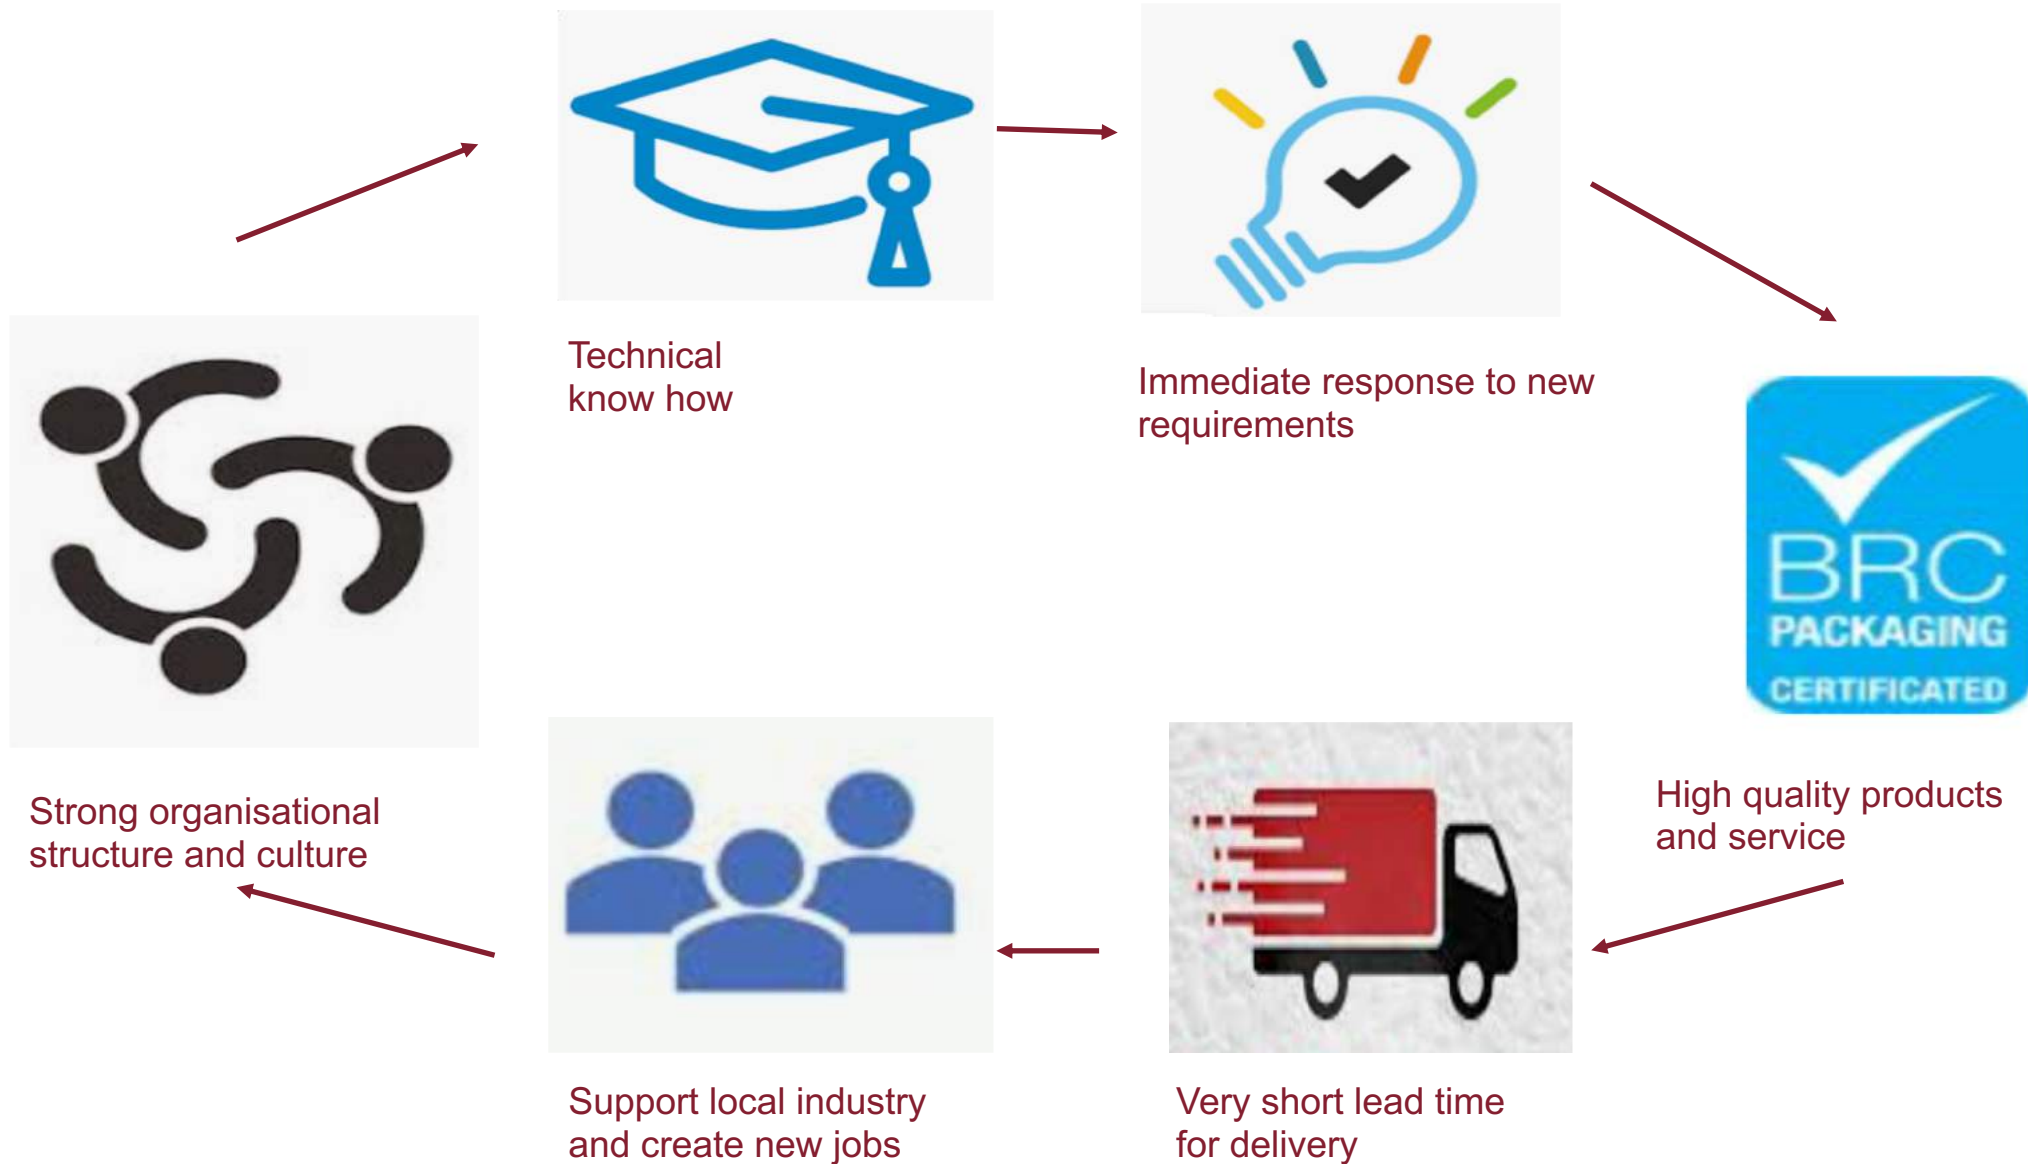 Technical
know how
Immediate response to new
requirements
BRC
PACKAGING
CERTIFICATED
High quality products
and service
Very short lead time
for delivery
Support local industry
and create new jobs
Strong organisational
structure and culture